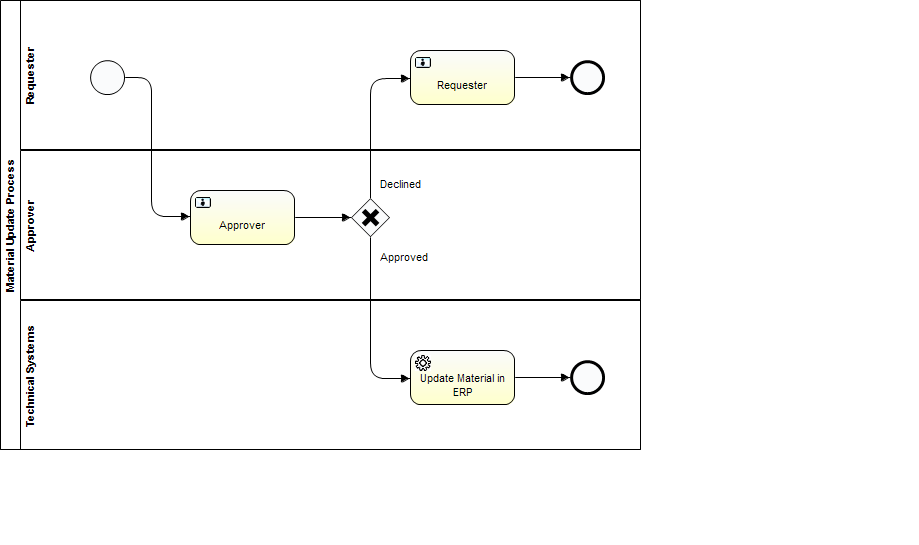 Material Update Process
Requester
Requester
Approver
Declined
Approver
Approved
Technical Systems
Update Material in
ERP